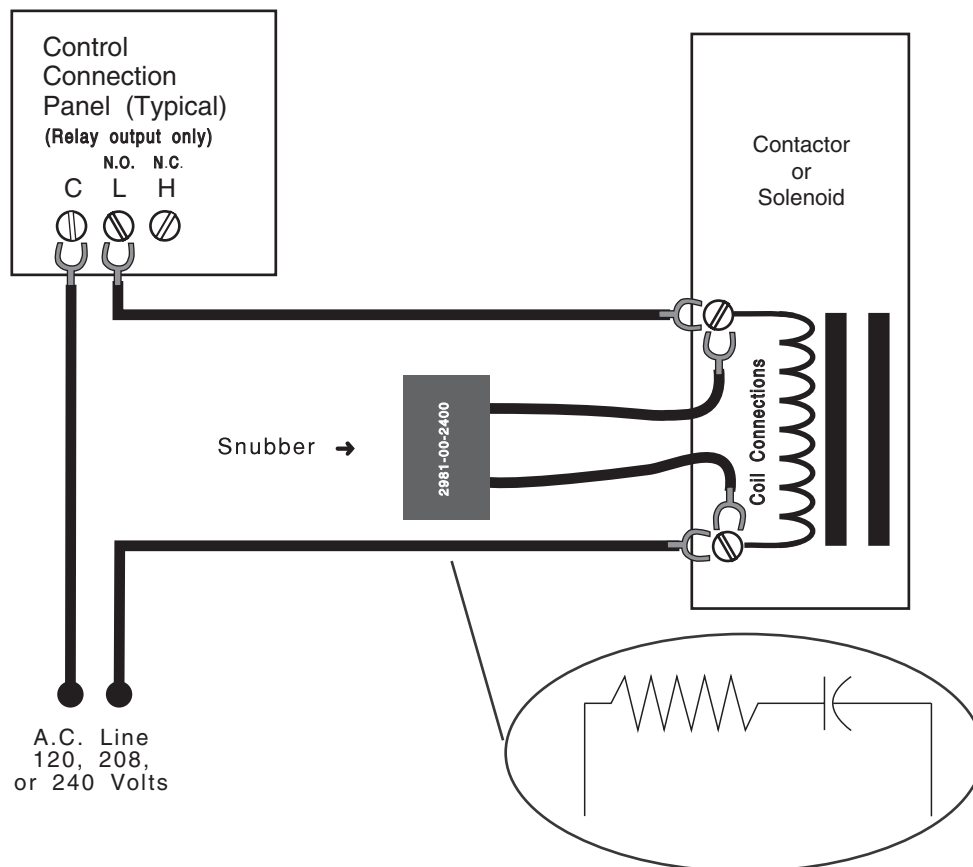 Control
Connection
Panel (Typical)
(Relay output only)
N.O. N.C.
C L H
Contactor
or
Solenoid
Coil Connections
Snubber →
2981-00-2400
A.C. Line
120, 208,
or 240 Volts